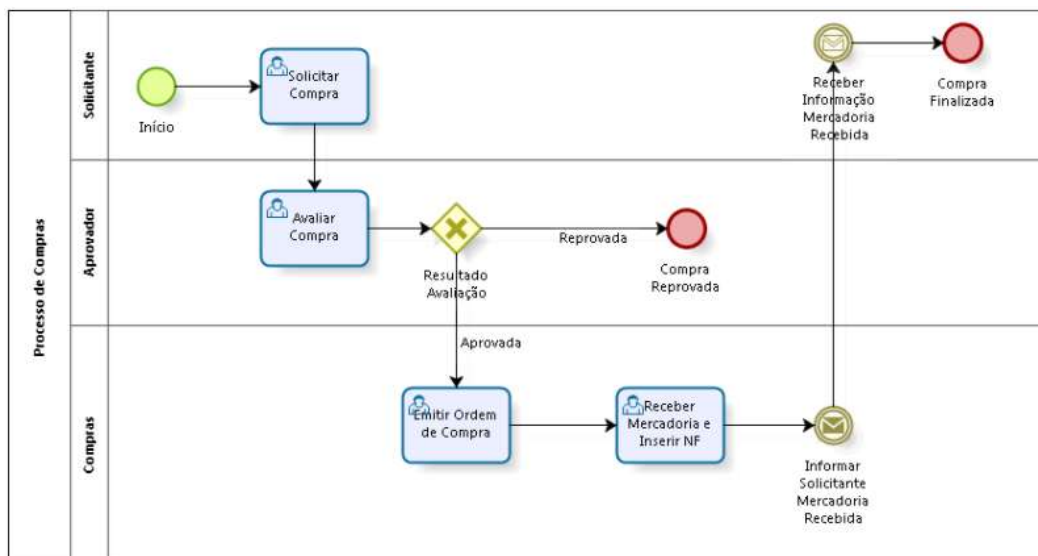 Processo de Compras
Solicitante
Início
Solicitar
Compra
Receber
Informação
Mercadoria
Recebida
Compra
Finalizada
Aprovador
Avaliar
Compra
Resultado
Avaliação
Reprovada
Compra
Reprovada
Compras
Aprovada
Emitir Ordem
de Compra
Receber
Mercadoria e
Inserir NF
Informar
Solicitante
Mercadoria
Recebida